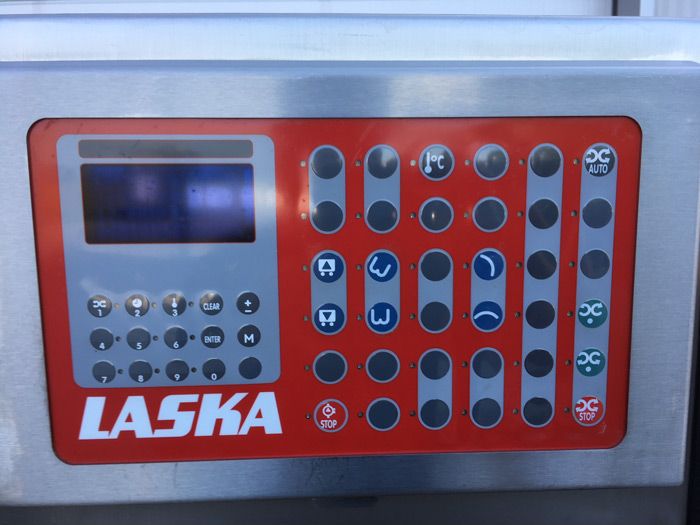 °C
AUTO
1 2 3 CLEAR + -
4 5 6 ENTER M
7 8 9 0
LASKA
STOP
STOP